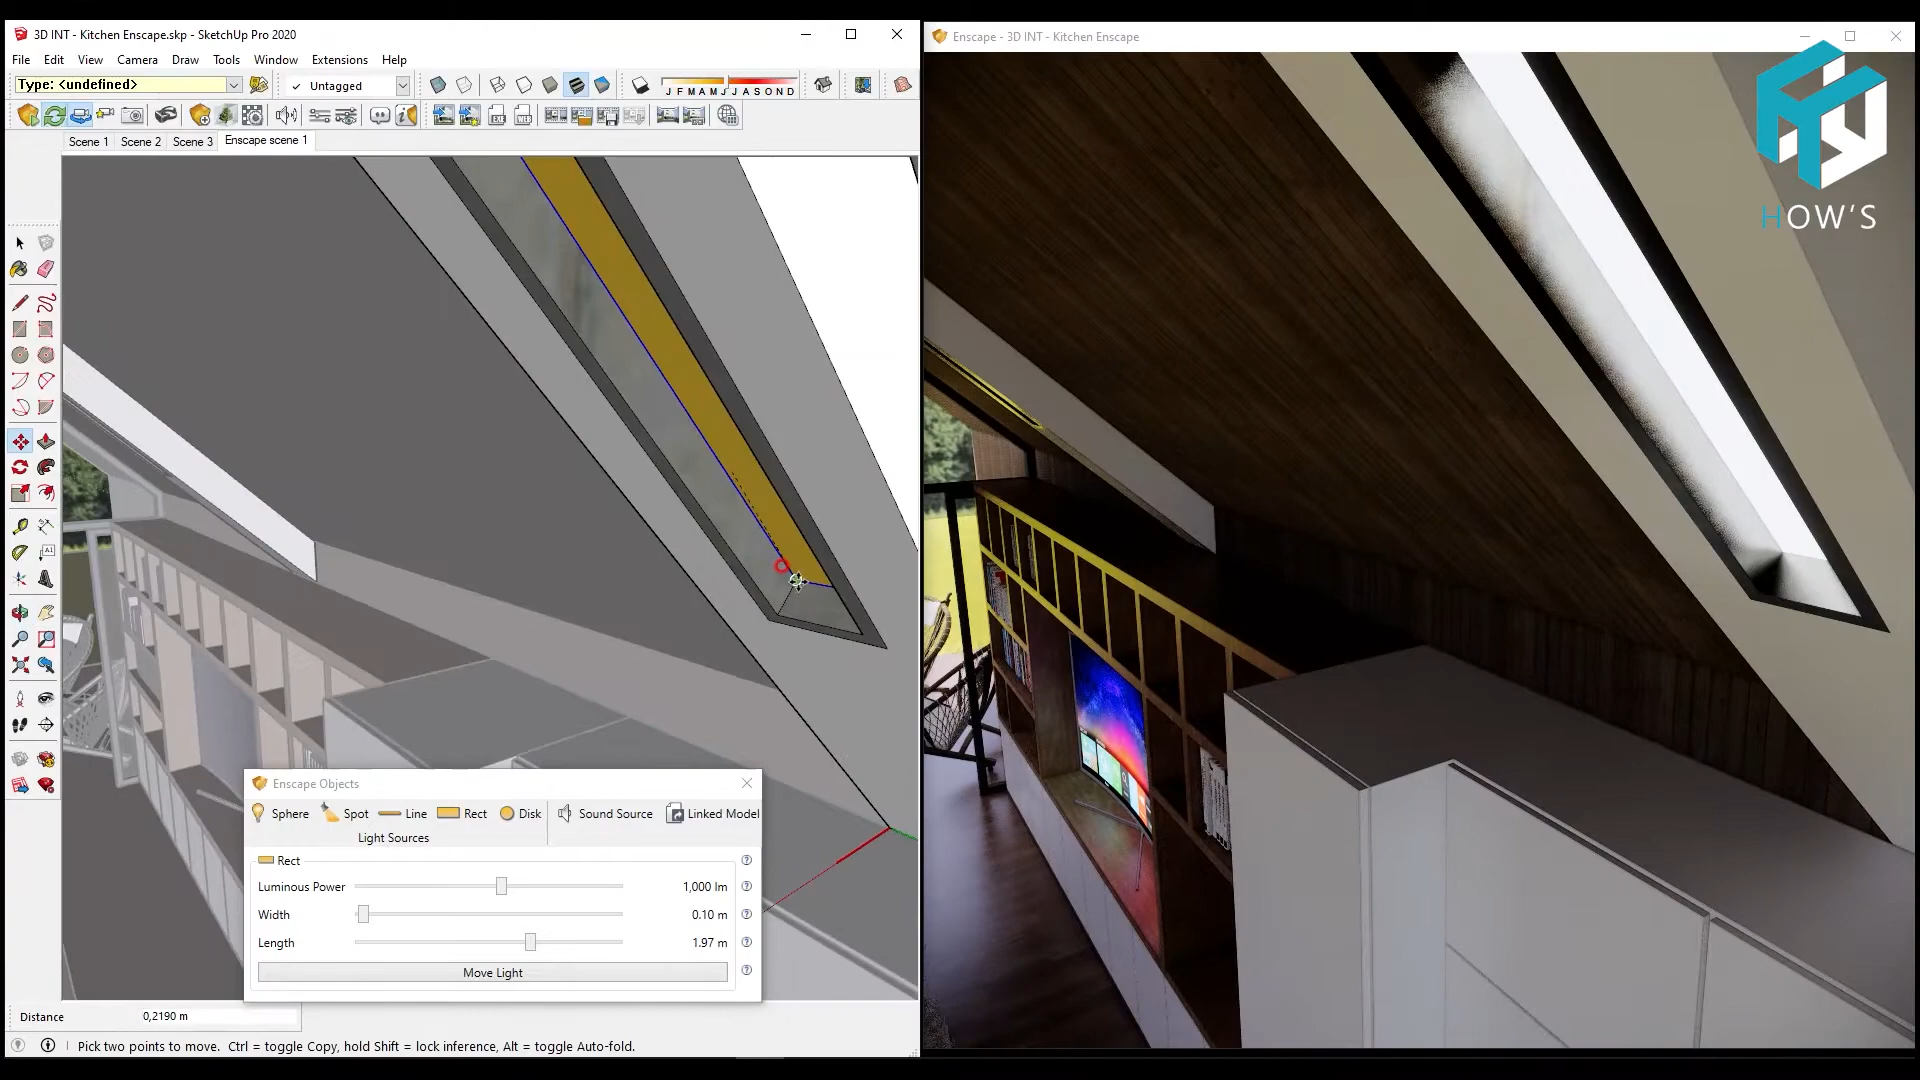 3D INT - Kitchen Enscape.skp - SketchUp Pro 2020
File Edit View Camera Draw Tools Window Extensions Help
Type: <undefined>
Untagged
J F M A M J J A S O N D
Scene 1 Scene 2 Scene 3 Enscape scene 1
A1
Enscape Objects
Sphere Spot Line Rect Disk Sound Source Linked Model
Light Sources
Rect
Luminous Power 1,000 lm
Width 0.10 m
Length 1.97 m
Move Light
Distance 0,2190 m
Pick two points to move. Ctrl = toggle Copy, hold Shift = lock inference, Alt = toggle Auto-fold.
Enscape - 3D INT - Kitchen Enscape
HOW'S